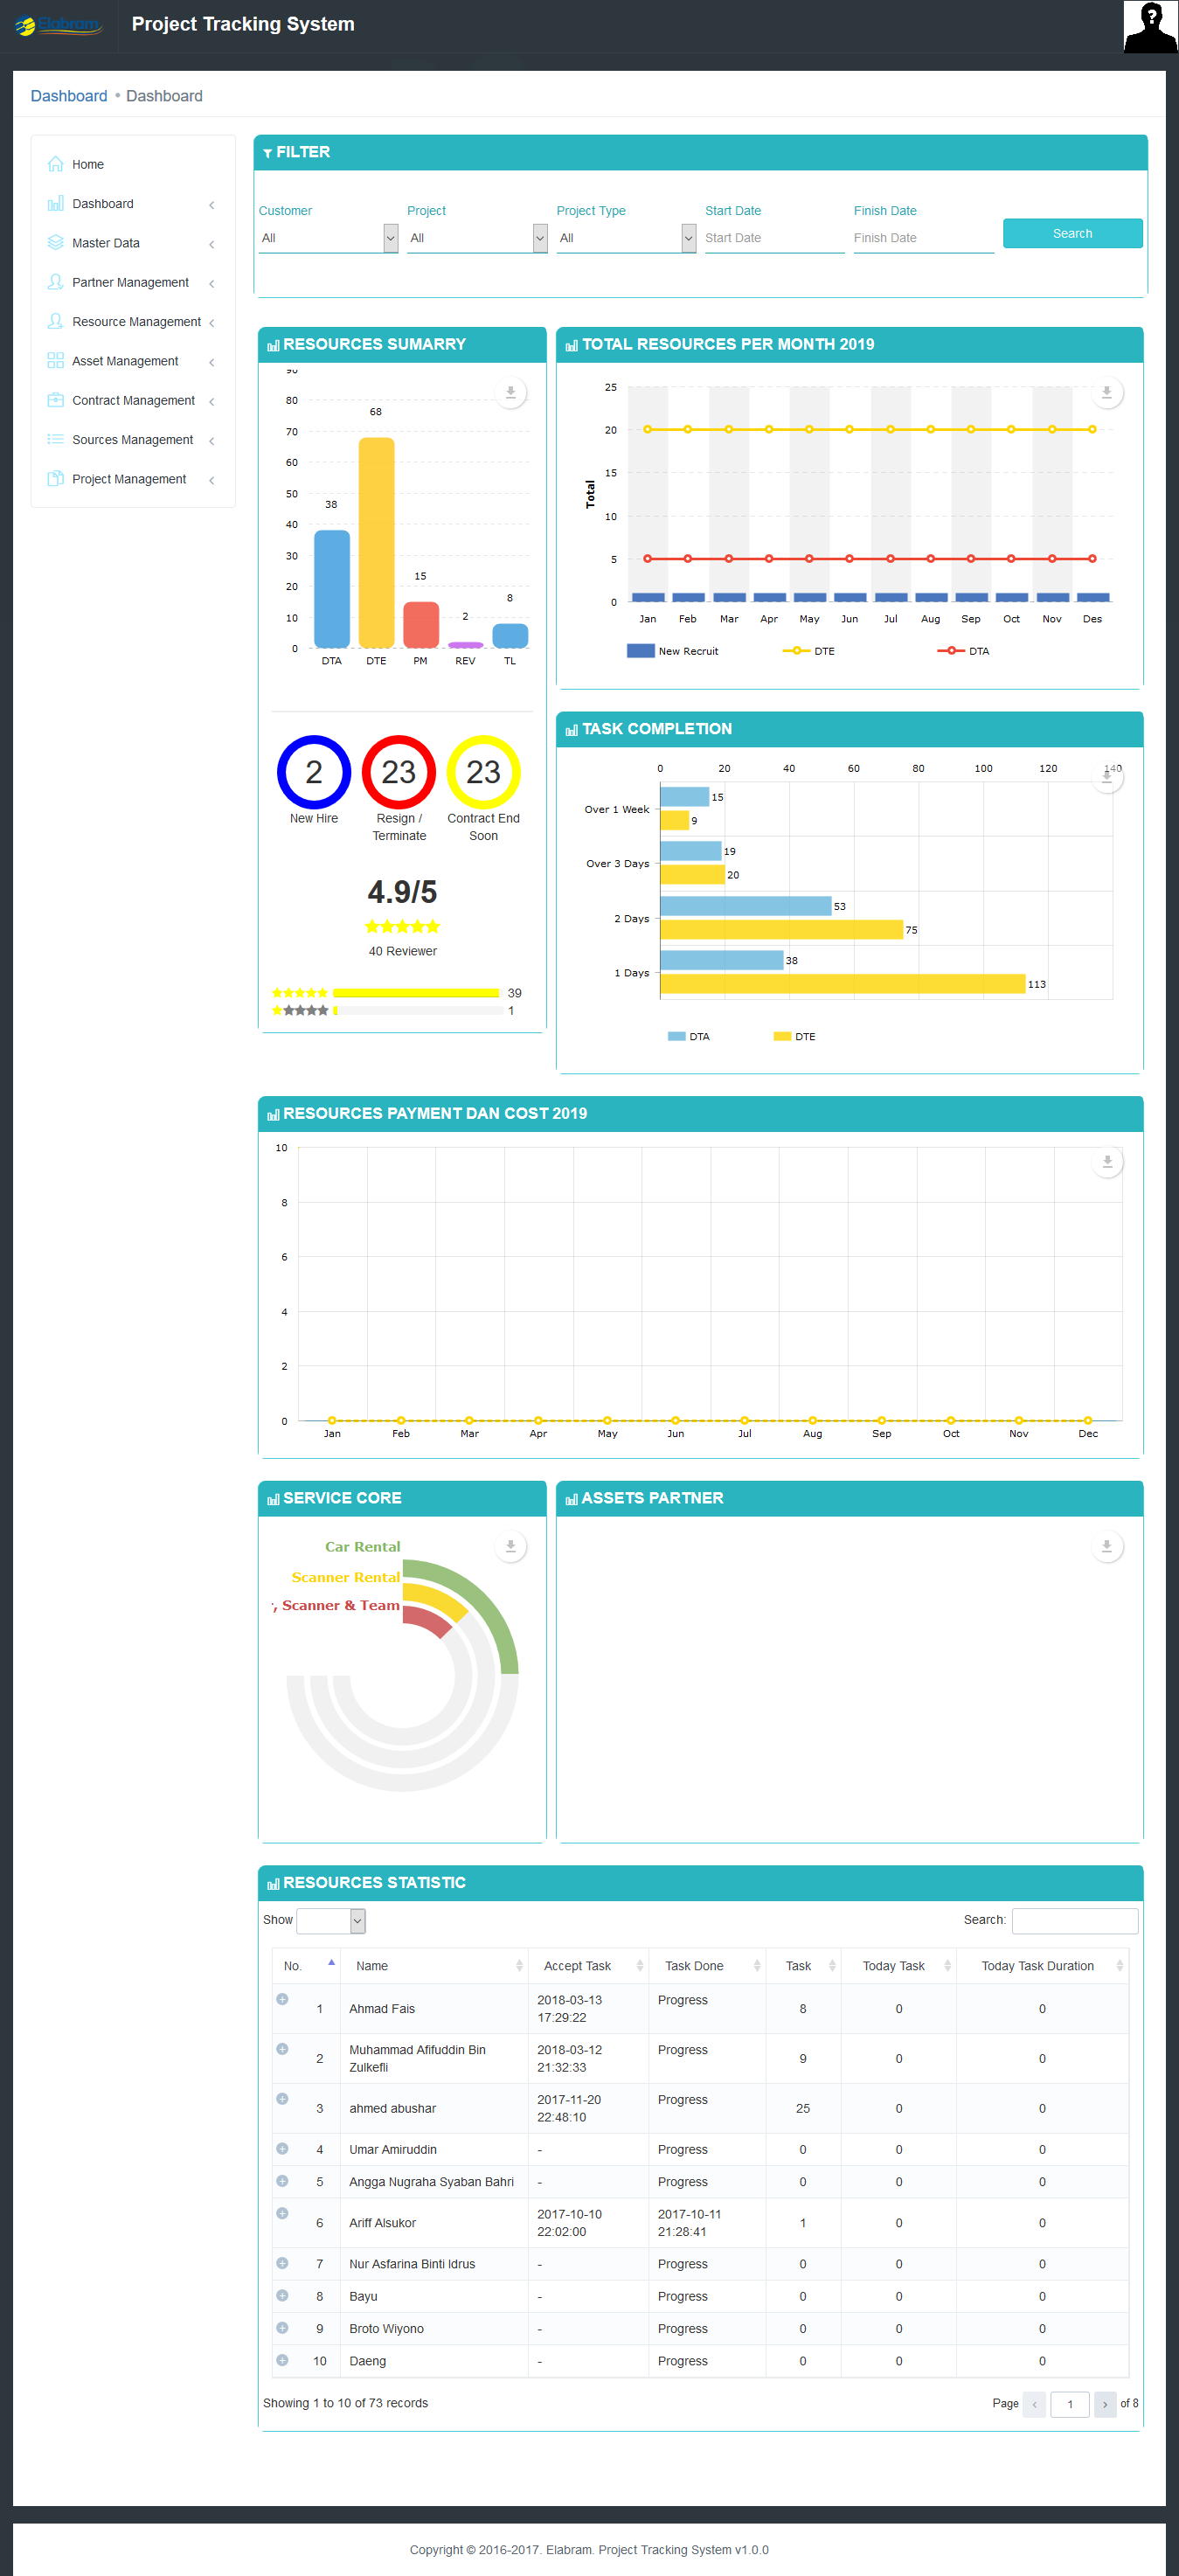 Elabram
Project Tracking System
?
Dashboard • Dashboard
Home
Dashboard
Master Data
Partner Management
Resource Management
Asset Management
Contract Management
Sources Management
Project Management
FILTER
Customer Project Project Type Start Date Finish Date
All All All Start Date Finish Date Search
RESOURCES SUMARRY
90
80
70
60
50
40
30
20
10
0
38
68
15
2
8
DTA DTE PM REV TL
2 23 23
New Hire
Resign /
Terminate
Contract End
Soon
4.9/5
40 Reviewer
39
1
TOTAL RESOURCES PER MONTH 2019
Total
25
20
15
10
5
0
Jan Feb Mar Apr May Jun Jul Aug Sep Oct Nov Des
New Recruit DTE DTA
TASK COMPLETION
0 20 40 60 80 100 120 140
Over 1 Week
15
9
Over 3 Days
19
20
2 Days
53
75
1 Days
38
113
DTA DTE
RESOURCES PAYMENT DAN COST 2019
10
8
6
4
2
0
Jan Feb Mar Apr May Jun Jul Aug Sep Oct Nov Dec
SERVICE CORE
Car Rental
Scanner Rental
, Scanner & Team
ASSETS PARTNER
RESOURCES STATISTIC
Show Search:
No. Name Accept Task Task Done Task Today Task Today Task Duration
1 Ahmad Fais 2018-03-13 17:29:22 Progress 8 0 0
2 Muhammad Afifuddin Bin Zulkefli 2018-03-12 21:32:33 Progress 9 0 0
3 ahmed abushar 2017-11-20 22:48:10 Progress 25 0 0
4 Umar Amiruddin - Progress 0 0 0
5 Angga Nugraha Syaban Bahri - Progress 0 0 0
6 Ariff Alsukor 2017-10-10 22:02:00 2017-10-11 21:28:41 1 0 0
7 Nur Asfarina Binti Idrus - Progress 0 0 0
8 Bayu - Progress 0 0 0
9 Broto Wiyono - Progress 0 0 0
10 Daeng - Progress 0 0 0
Showing 1 to 10 of 73 records
Page 1 of 8
Copyright © 2016-2017. Elabram. Project Tracking System v1.0.0